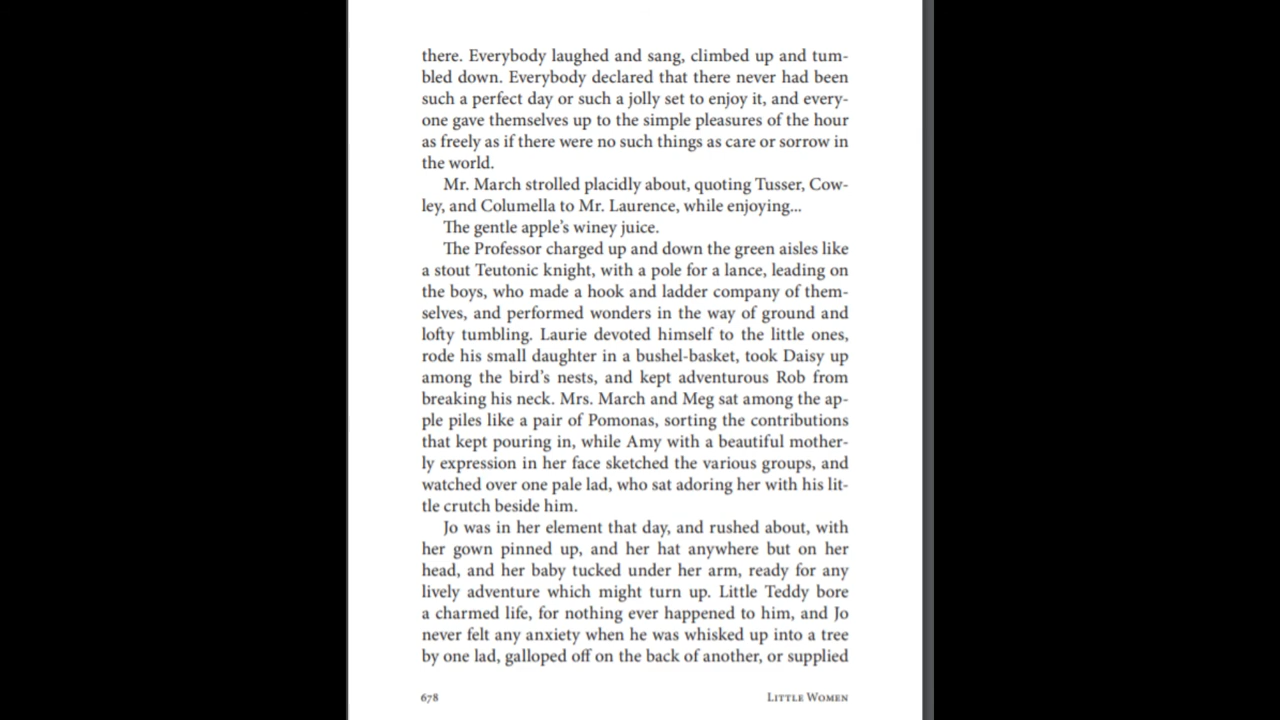 there. Everybody laughed and sang, climbed up and tum-
bled down. Everybody declared that there never had been
such a perfect day or such a jolly set to enjoy it, and every-
one gave themselves up to the simple pleasures of the hour
as freely as if there were no such things as care or sorrow in
the world.
Mr. March strolled placidly about, quoting Tusser, Cow-
ley, and Columella to Mr. Laurence, while enjoying...
The gentle apple's winey juice.
The Professor charged up and down the green aisles like
a stout Teutonic knight, with a pole for a lance, leading on
the boys, who made a hook and ladder company of them-
selves, and performed wonders in the way of ground and
lofty tumbling. Laurie devoted himself to the little ones,
rode his small daughter in a bushel-basket, took Daisy up
among the bird's nests, and kept adventurous Rob from
breaking his neck. Mrs. March and Meg sat among the ap-
ple piles like a pair of Pomonas, sorting the contributions
that kept pouring in, while Amy with a beautiful mother-
ly expression in her face sketched the various groups, and
watched over one pale lad, who sat adoring her with his lit-
tle crutch beside him.
Jo was in her element that day, and rushed about, with
her gown pinned up, and her hat anywhere but on her
head, and her baby tucked under her arm, ready for any
lively adventure which might turn up. Little Teddy bore
a charmed life, for nothing ever happened to him, and Jo
never felt any anxiety when he was whisked up into a tree
by one lad, galloped off on the back of another, or supplied
678 Little Women